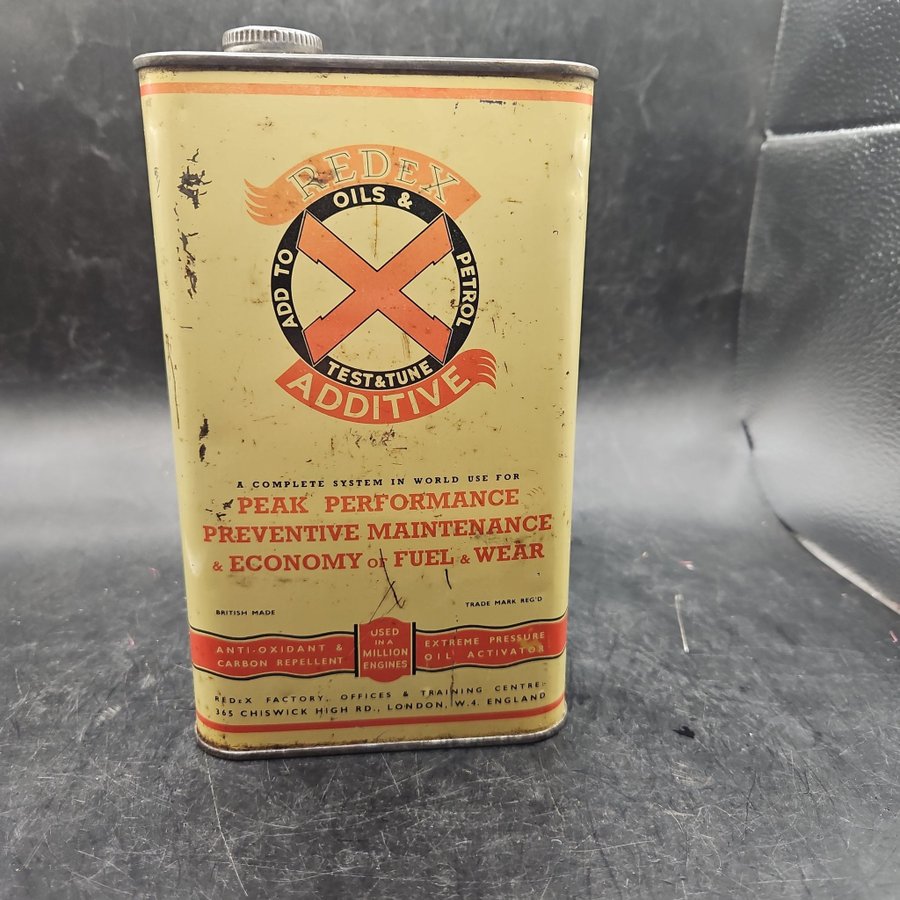 REDEX
OILS &
ADD TO
PETROL
TEST & TUNE
ADDITIVE
A COMPLETE SYSTEM IN WORLD USE FOR
PEAK PERFORMANCE
PREVENTIVE MAINTENANCE
& ECONOMY OF FUEL & WEAR
BRITISH MADE
TRADE MARK REG'D
ANTI-OXIDANT &
CARBON REPELLENT
USED
IN A
MILLION
ENGINES
EXTREME PRESSURE
OIL ACTIVATOR
REDEX FACTORY, OFFICES & TRAINING CENTRE:
365 CHISWICK HIGH RD., LONDON, W.4. ENGLAND